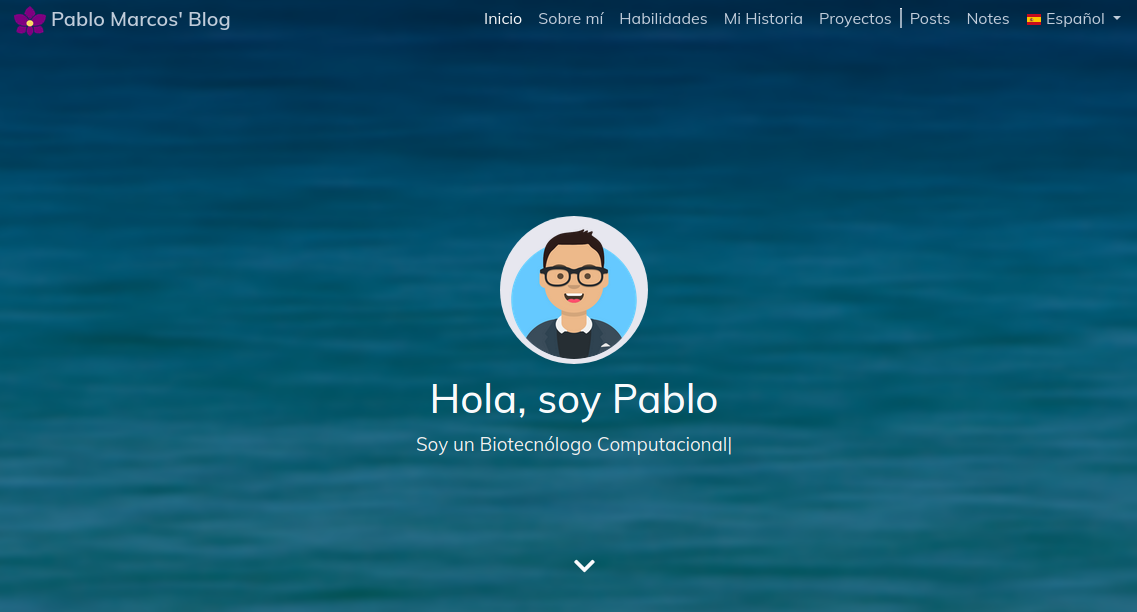 Pablo Marcos' Blog
Inicio Sobre mí Habilidades Mi Historia Proyectos Posts Notes Español
Hola, soy Pablo
Soy un Biotecnólogo Computacional|